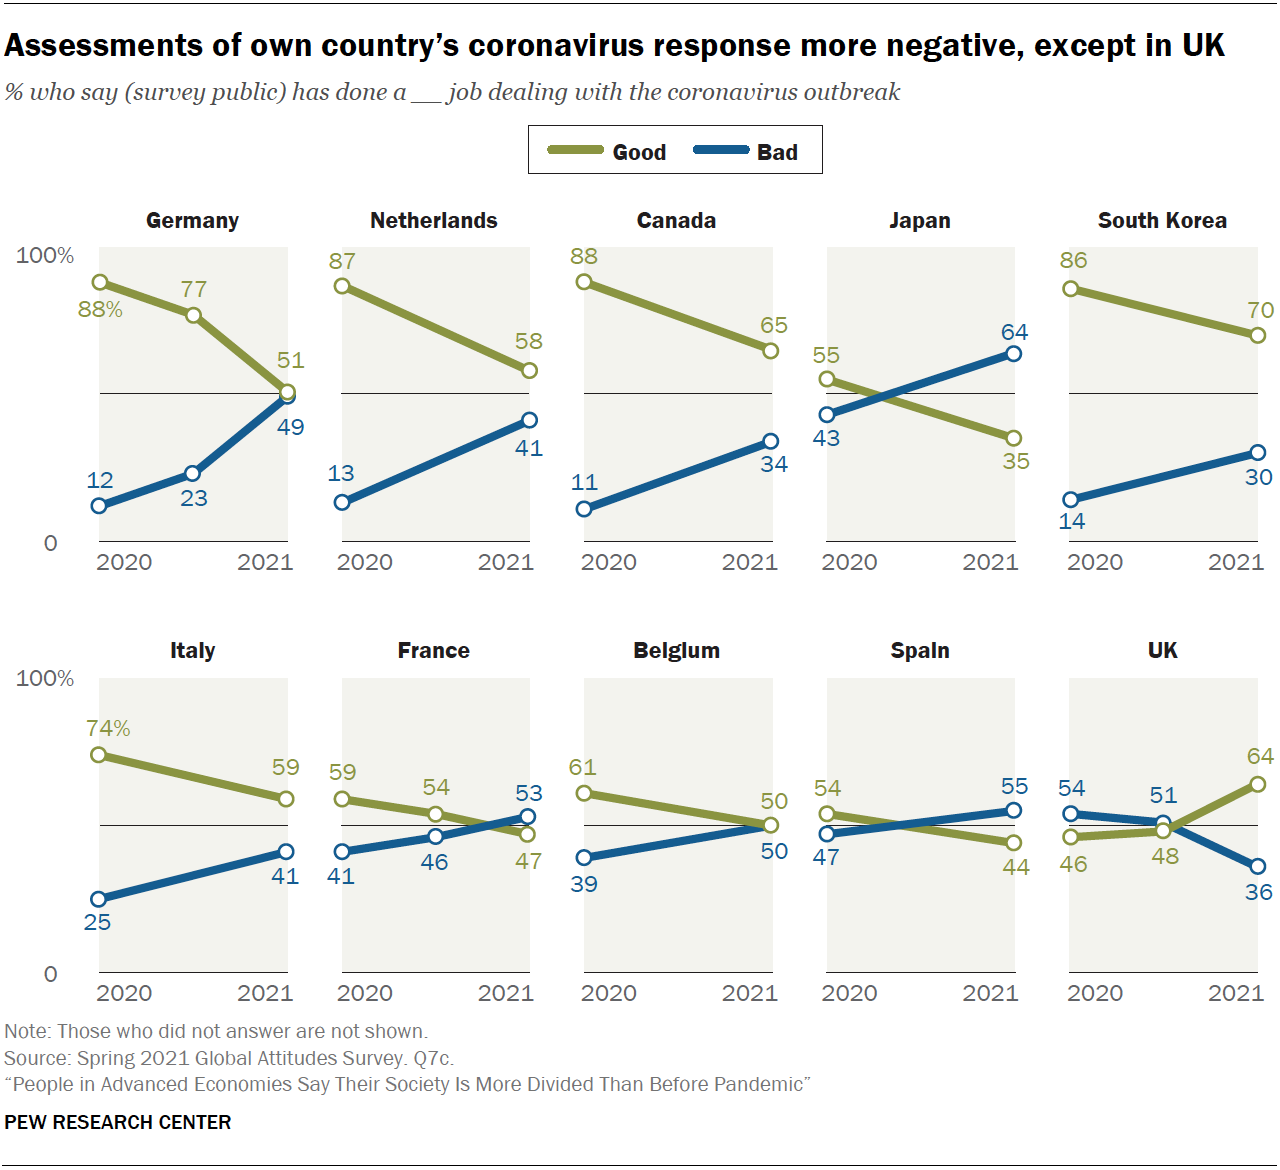 Assessments of own country's coronavirus response more negative, except in UK
% who say (survey public) has done a __ job dealing with the coronavirus outbreak
Good Bad
Germany Netherlands Canada Japan South Korea
100%
88% 77 51
12 23 49
87 58
13 41
88 65
11 34
55 35
43 64
86 70
14 30
0
2020 2021 2020 2021 2020 2021 2020 2021 2020 2021
Italy France Belgium Spain UK
100%
74% 59
25 41
59 54 47
41 46 53
61 50
39 50
54 44
47 55
54 51 36
46 48 64
0
2020 2021 2020 2021 2020 2021 2020 2021 2020 2021
Note: Those who did not answer are not shown.
Source: Spring 2021 Global Attitudes Survey. Q7c.
"People in Advanced Economies Say Their Society Is More Divided Than Before Pandemic"
PEW RESEARCH CENTER